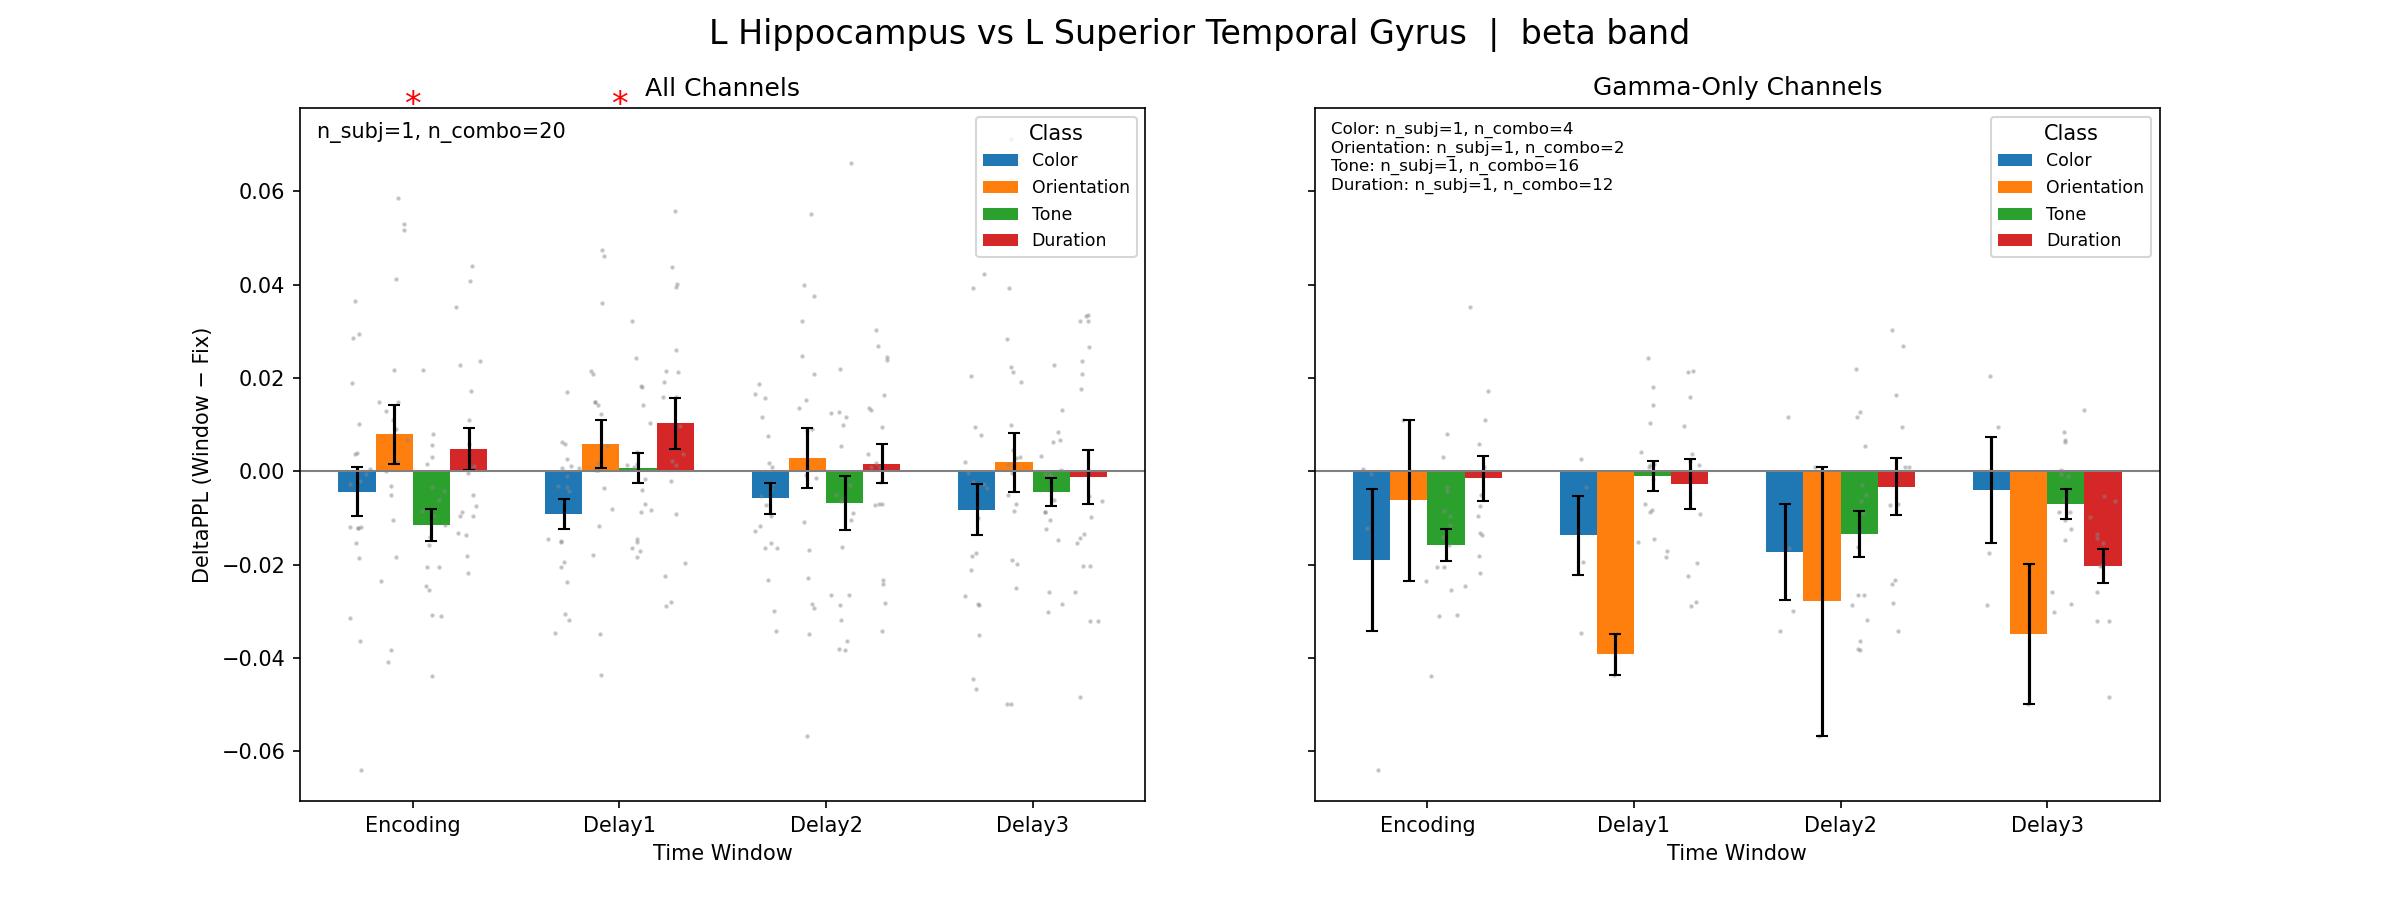 L Hippocampus vs L Superior Temporal Gyrus | beta band
All Channels
*
*
n_subj=1, n_combo=20
Class
Color
Orientation
Tone
Duration
0.06
0.04
0.02
0.00
−0.02
−0.04
−0.06
DeltaPPL (Window − Fix)
Encoding
Delay1
Delay2
Delay3
Time Window
Gamma-Only Channels
Color: n_subj=1, n_combo=4
Orientation: n_subj=1, n_combo=2
Tone: n_subj=1, n_combo=16
Duration: n_subj=1, n_combo=12
Class
Color
Orientation
Tone
Duration
Encoding
Delay1
Delay2
Delay3
Time Window